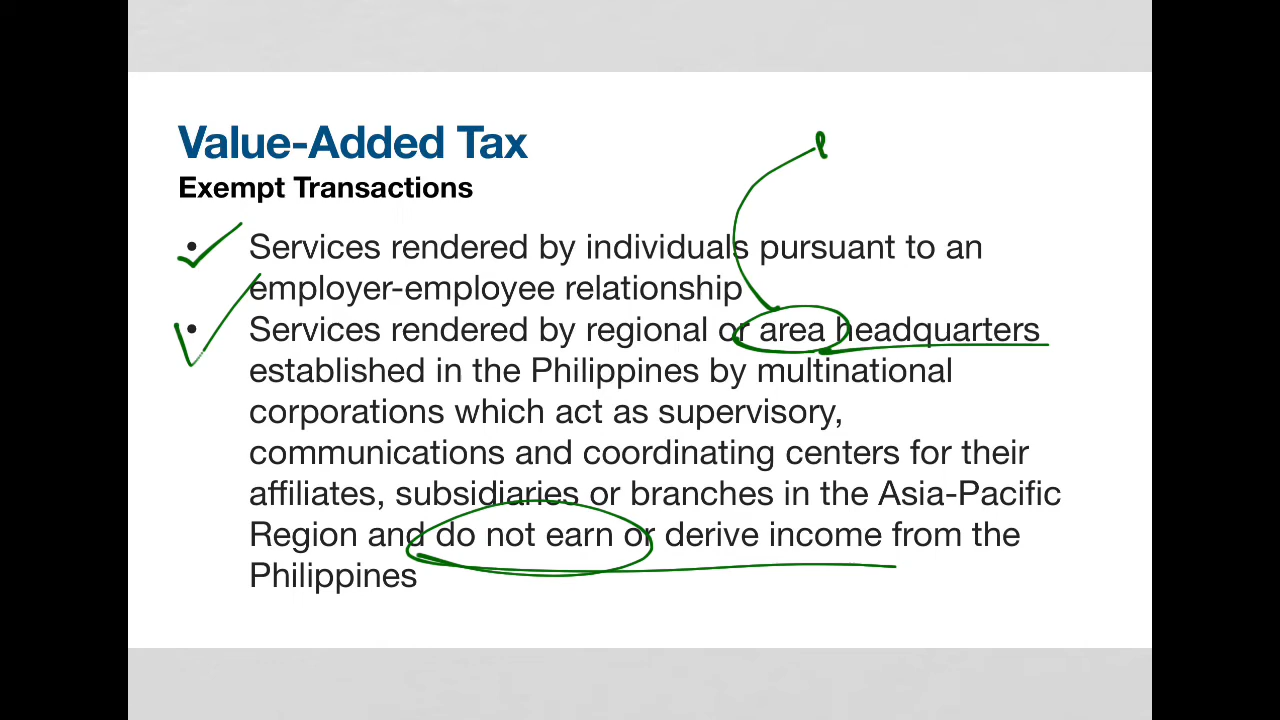 Value-Added Tax
Exempt Transactions
• Services rendered by individuals pursuant to an
employer-employee relationship
• Services rendered by regional or area headquarters
established in the Philippines by multinational
corporations which act as supervisory,
communications and coordinating centers for their
affiliates, subsidiaries or branches in the Asia-Pacific
Region and do not earn or derive income from the
Philippines